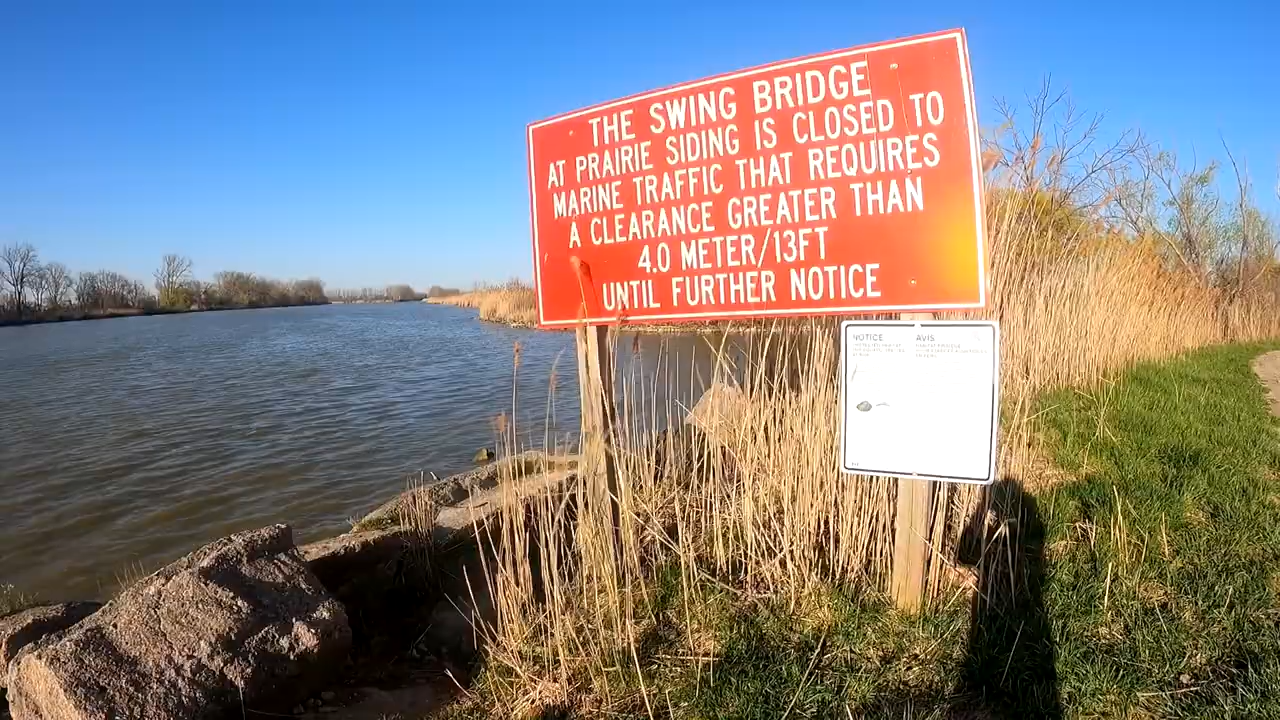 THE SWING BRIDGE
AT PRAIRIE SIDING IS CLOSED TO
MARINE TRAFFIC THAT REQUIRES
A CLEARANCE GREATER THAN
4.0 METER/13FT
UNTIL FURTHER NOTICE
NOTICE
AVIS